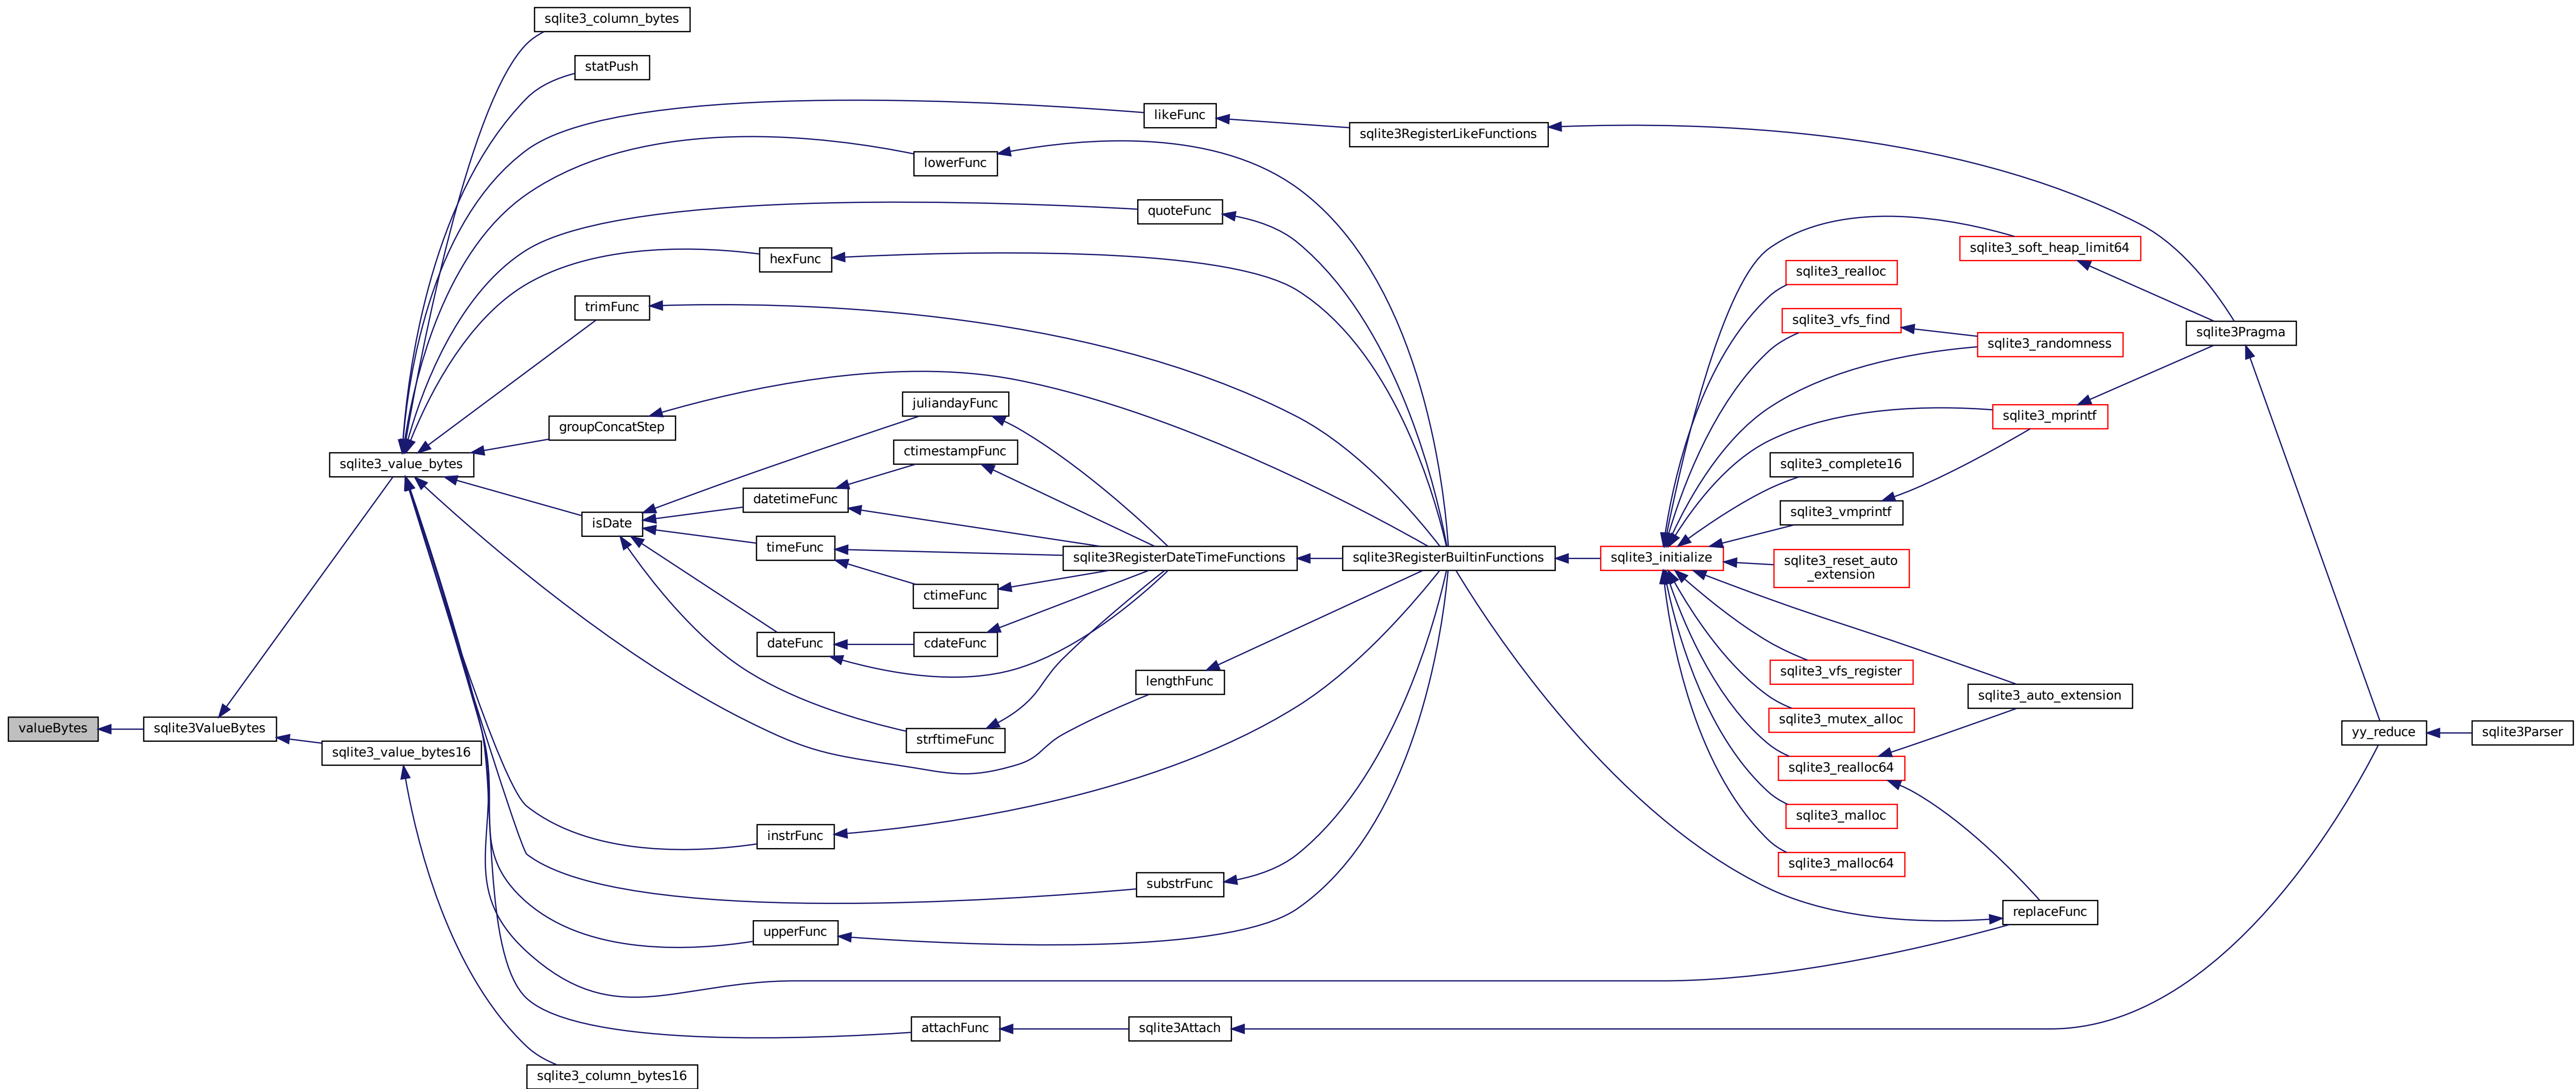 sqlite3_column_bytes
statPush
likeFunc
sqlite3RegisterLikeFunctions
lowerFunc
quoteFunc
hexFunc
sqlite3_soft_heap_limit64
sqlite3_realloc
trimFunc
sqlite3_vfs_find
sqlite3_randomness
sqlite3Pragma
juliandayFunc
groupConcatStep
sqlite3_mprintf
ctimestampFunc
sqlite3_value_bytes
sqlite3_complete16
datetimeFunc
sqlite3_vmprintf
isDate
timeFunc
sqlite3RegisterDateTimeFunctions
sqlite3RegisterBuiltinFunctions
sqlite3_initialize
sqlite3_reset_auto
_extension
ctimeFunc
dateFunc
cdateFunc
sqlite3_vfs_register
lengthFunc
sqlite3_auto_extension
sqlite3_mutex_alloc
valueBytes
sqlite3ValueBytes
strftimeFunc
yy_reduce
sqlite3Parser
sqlite3_value_bytes16
sqlite3_realloc64
sqlite3_malloc
instrFunc
sqlite3_malloc64
substrFunc
replaceFunc
upperFunc
attachFunc
sqlite3Attach
sqlite3_column_bytes16